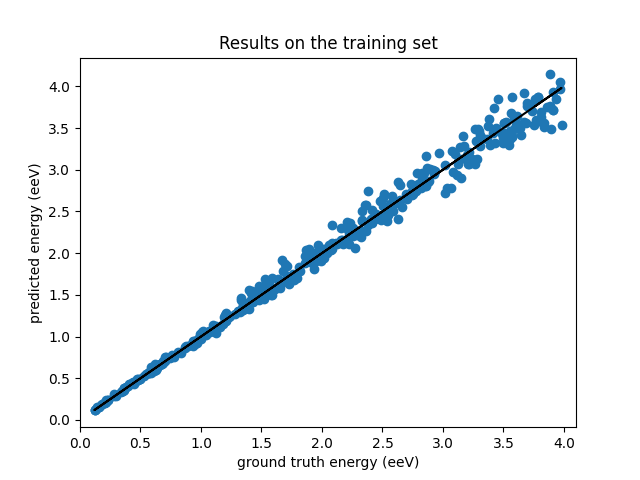 Results on the training set
predicted energy (eeV)
4.0
3.5
3.0
2.5
2.0
1.5
1.0
0.5
0.0
0.0 0.5 1.0 1.5 2.0 2.5 3.0 3.5 4.0
ground truth energy (eeV)